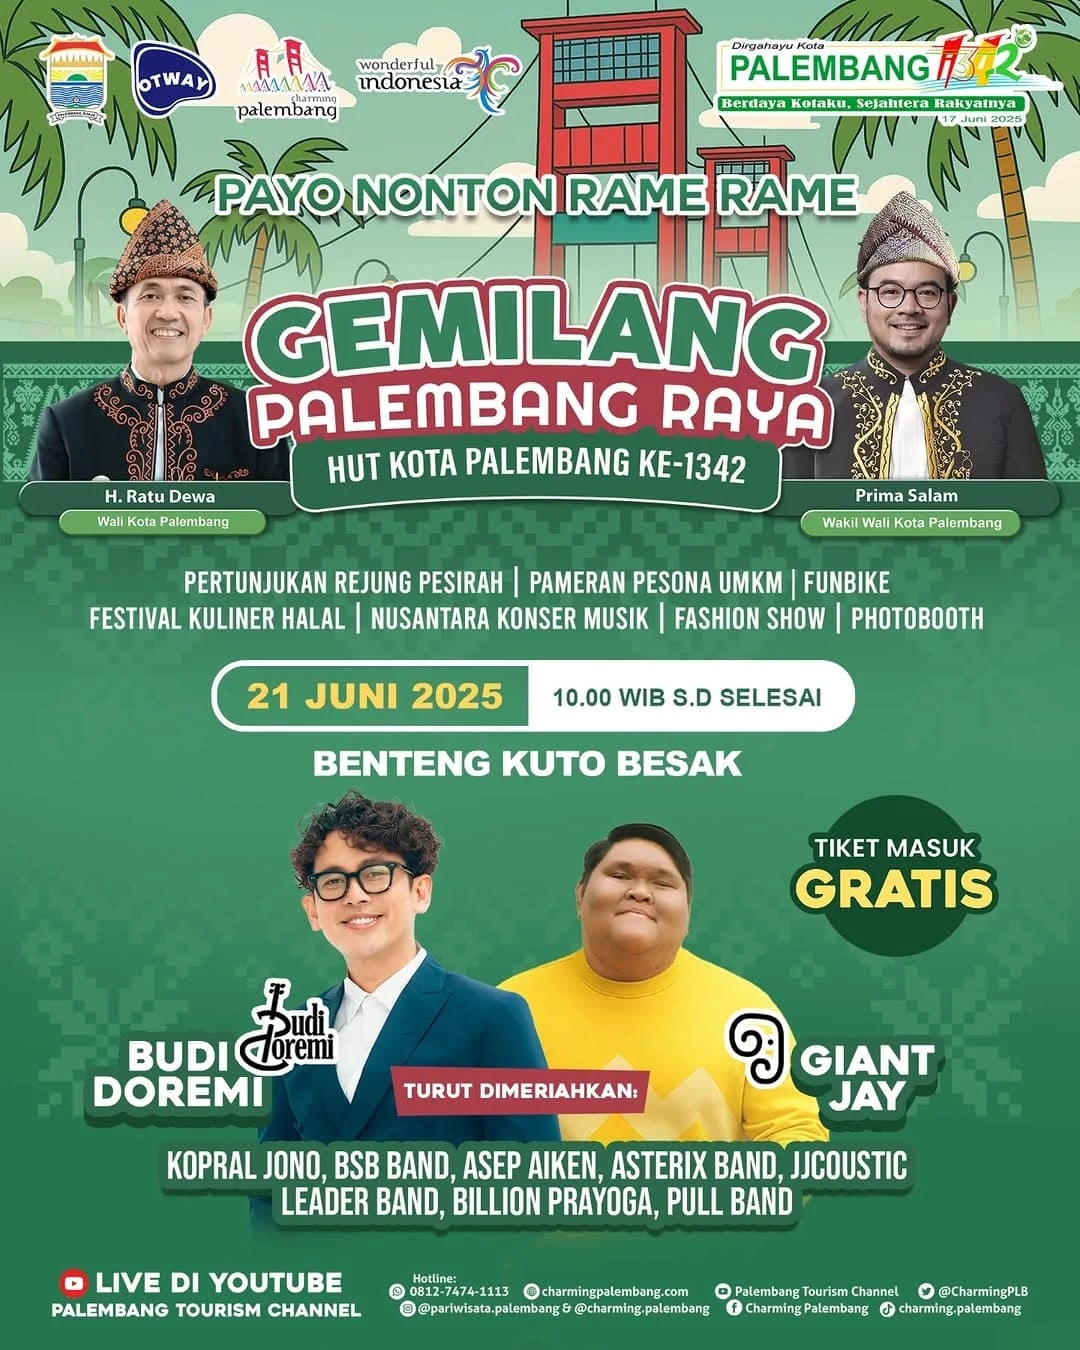 PALEMBANG DARUSSALAM
OTWAY
charming
palembang
wonderful
indonesia
Dirgahayu Kota
PALEMBANG 1342
Berdaya Kotaku, Sejahtera Rakyatnya
17 Juni 2025
PAYO NONTON RAME RAME
GEMILANG
PALEMBANG RAYA
HUT KOTA PALEMBANG KE-1342
H. Ratu Dewa
Wali Kota Palembang
Prima Salam
Wakil Wali Kota Palembang
PERTUNJUKAN REJUNG PESIRAH | PAMERAN PESONA UMKM | FUNBIKE
FESTIVAL KULINER HALAL | NUSANTARA KONSER MUSIK | FASHION SHOW | PHOTOBOOTH
21 JUNI 2025 10.00 WIB S.D SELESAI
BENTENG KUTO BESAK
TIKET MASUK
GRATIS
Budi
Doremi
BUDI
DOREMI
GIANT
JAY
TURUT DIMERIAHKAN:
KOPRAL JONO, BSB BAND, ASEP AIKEN, ASTERIX BAND, JJCOUSTIC
LEADER BAND, BILLION PRAYOGA, PULL BAND
LIVE DI YOUTUBE
PALEMBANG TOURISM CHANNEL
Hotline:
0812-7474-1113 charmingpalembang.com Palembang Tourism Channel @CharmingPLB
@pariwisata.palembang & @charming.palembang Charming Palembang charming.palembang